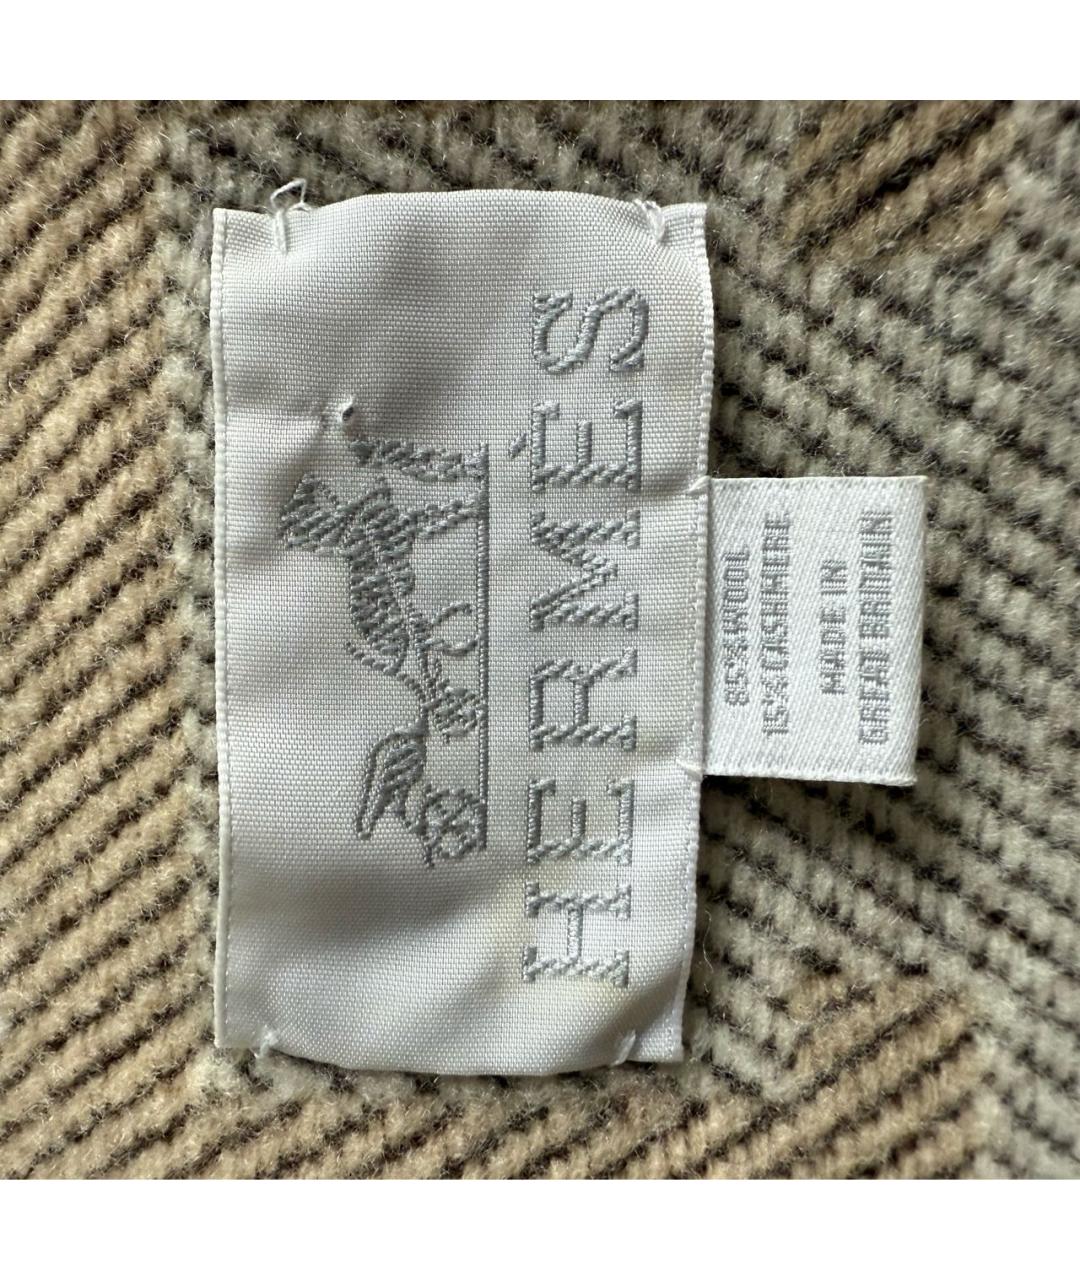 HERMÈS
85%WOOL
15%CASHMERE
MADE IN
GREAT BRITAIN